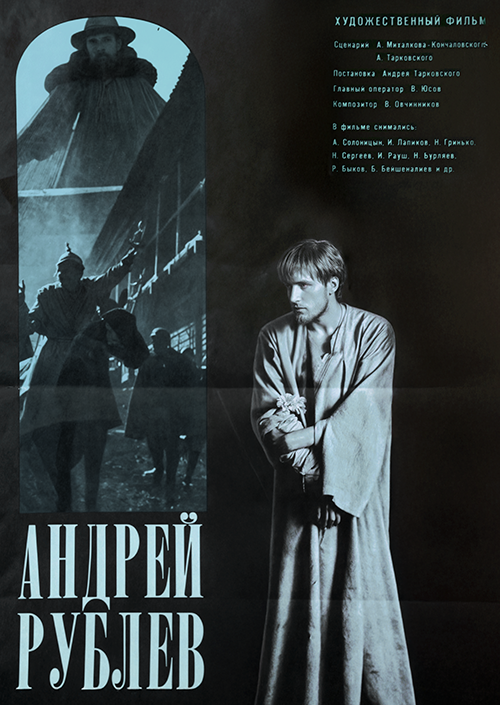 ХУДОЖЕСТВЕННЫЙ ФИЛЬМ
Сценарий А. Михалкова-Кончаловского,
А. Тарковского
Постановка Андрея Тарковского
Главный оператор В. Юсов
Композитор В. Овчинников
В фильме снимались:
А. Солоницын, И. Лапиков, Н. Гринько,
Н. Сергеев, И. Рауш, Н. Бурляев,
Р. Быков, Б. Бейшеналиев и др.
АНДРЕЙ
РУБЛЕВ